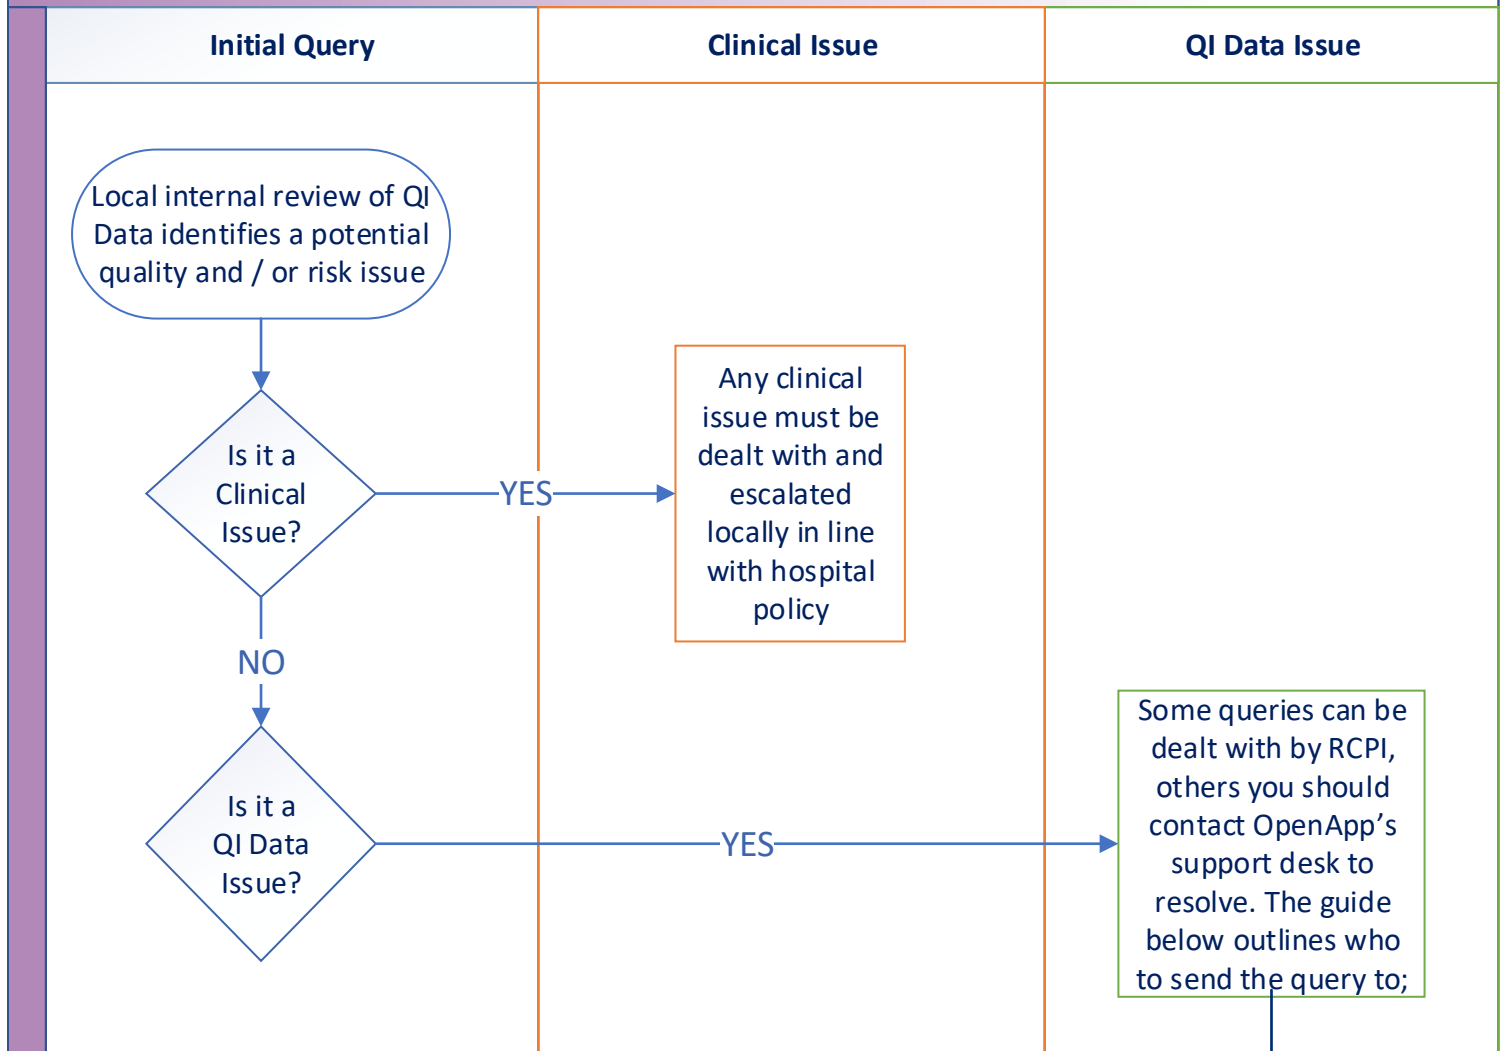 Initial Query
Clinical Issue
QI Data Issue
Local internal review of QI
Data identifies a potential
quality and / or risk issue
Is it a
Clinical
Issue?
YES
Any clinical
issue must be
dealt with and
escalated
locally in line
with hospital
policy
NO
Is it a
QI Data
Issue?
YES
Some queries can be
dealt with by RCPI,
others you should
contact OpenApp’s
support desk to
resolve. The guide
below outlines who
to send the query to;